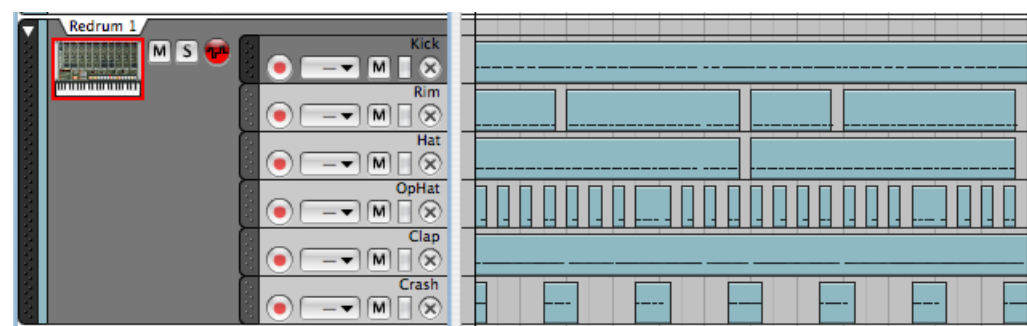 Redrum 1
M S
Kick
— M
Rim
— M
Hat
— M
OpHat
— M
Clap
— M
Crash
— M